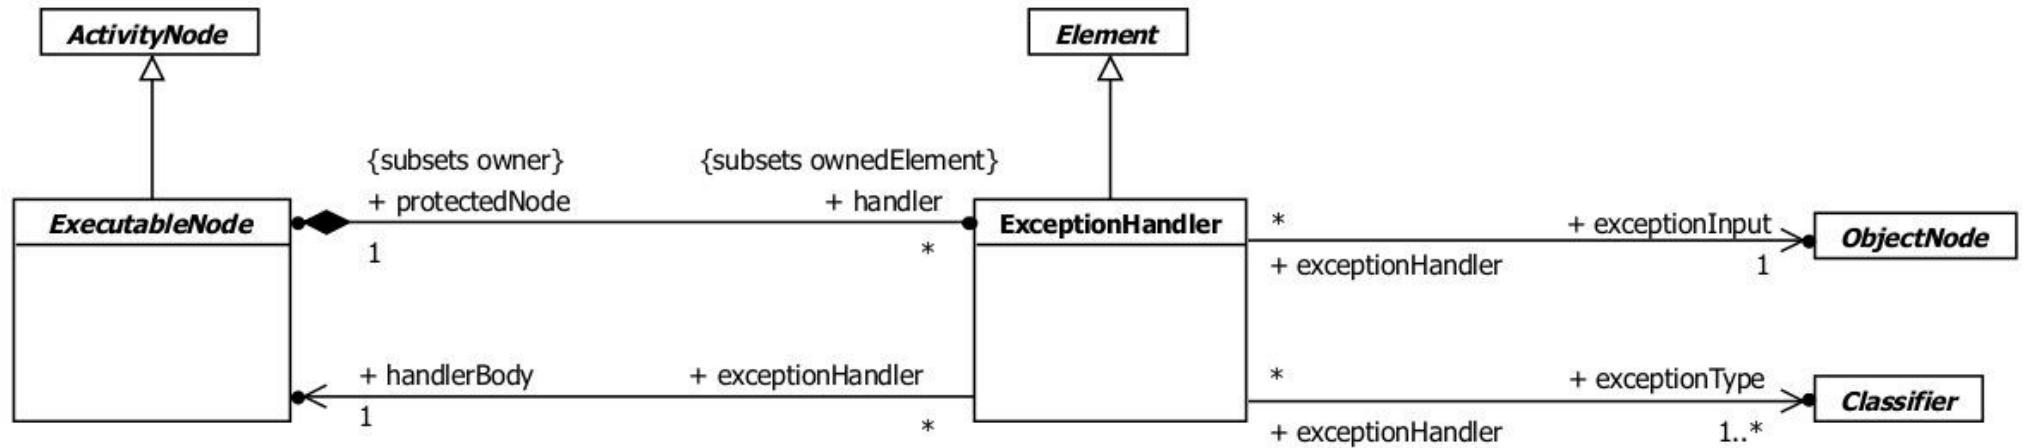 ActivityNode
Element
{subsets owner}
{subsets ownedElement}
+ protectedNode
+ handler
ExecutableNode
ExceptionHandler
1
*
*
+ exceptionInput
ObjectNode
+ exceptionHandler
1
+ handlerBody
+ exceptionHandler
1
*
*
+ exceptionType
Classifier
+ exceptionHandler
1..*